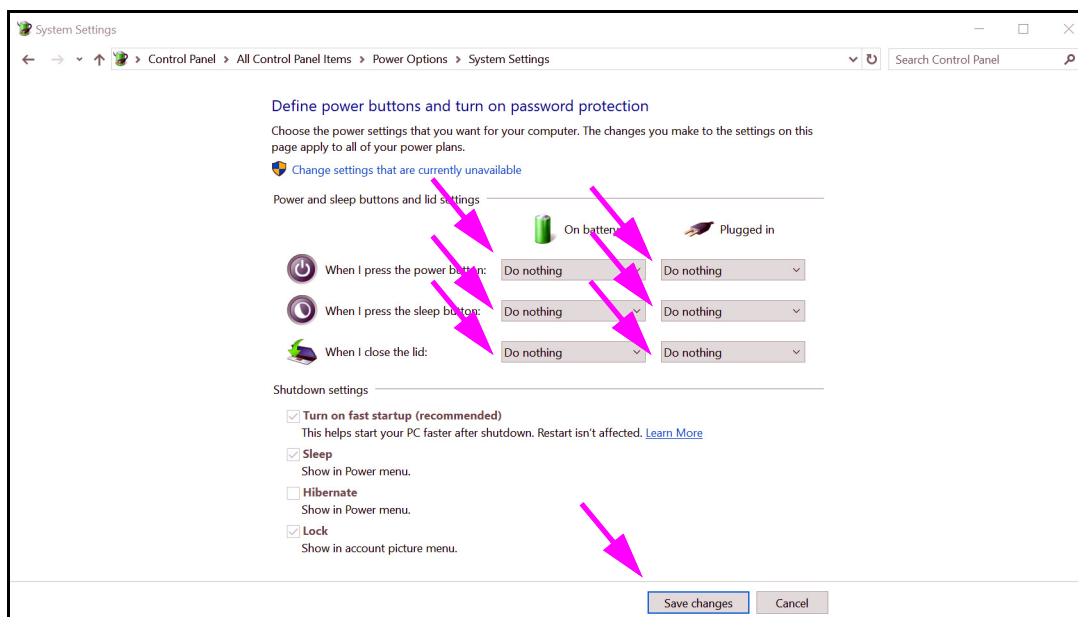 System Settings
Control Panel > All Control Panel Items > Power Options > System Settings
Search Control Panel
Define power buttons and turn on password protection
Choose the power settings that you want for your computer. The changes you make to the settings on this
page apply to all of your power plans.
Change settings that are currently unavailable
Power and sleep buttons and lid settings
On battery Plugged in
When I press the power button: Do nothing Do nothing
When I press the sleep button: Do nothing Do nothing
When I close the lid: Do nothing Do nothing
Shutdown settings
Turn on fast startup (recommended)
This helps start your PC faster after shutdown. Restart isn't affected. Learn More
Sleep
Show in Power menu.
Hibernate
Show in Power menu.
Lock
Show in account picture menu.
Save changes Cancel